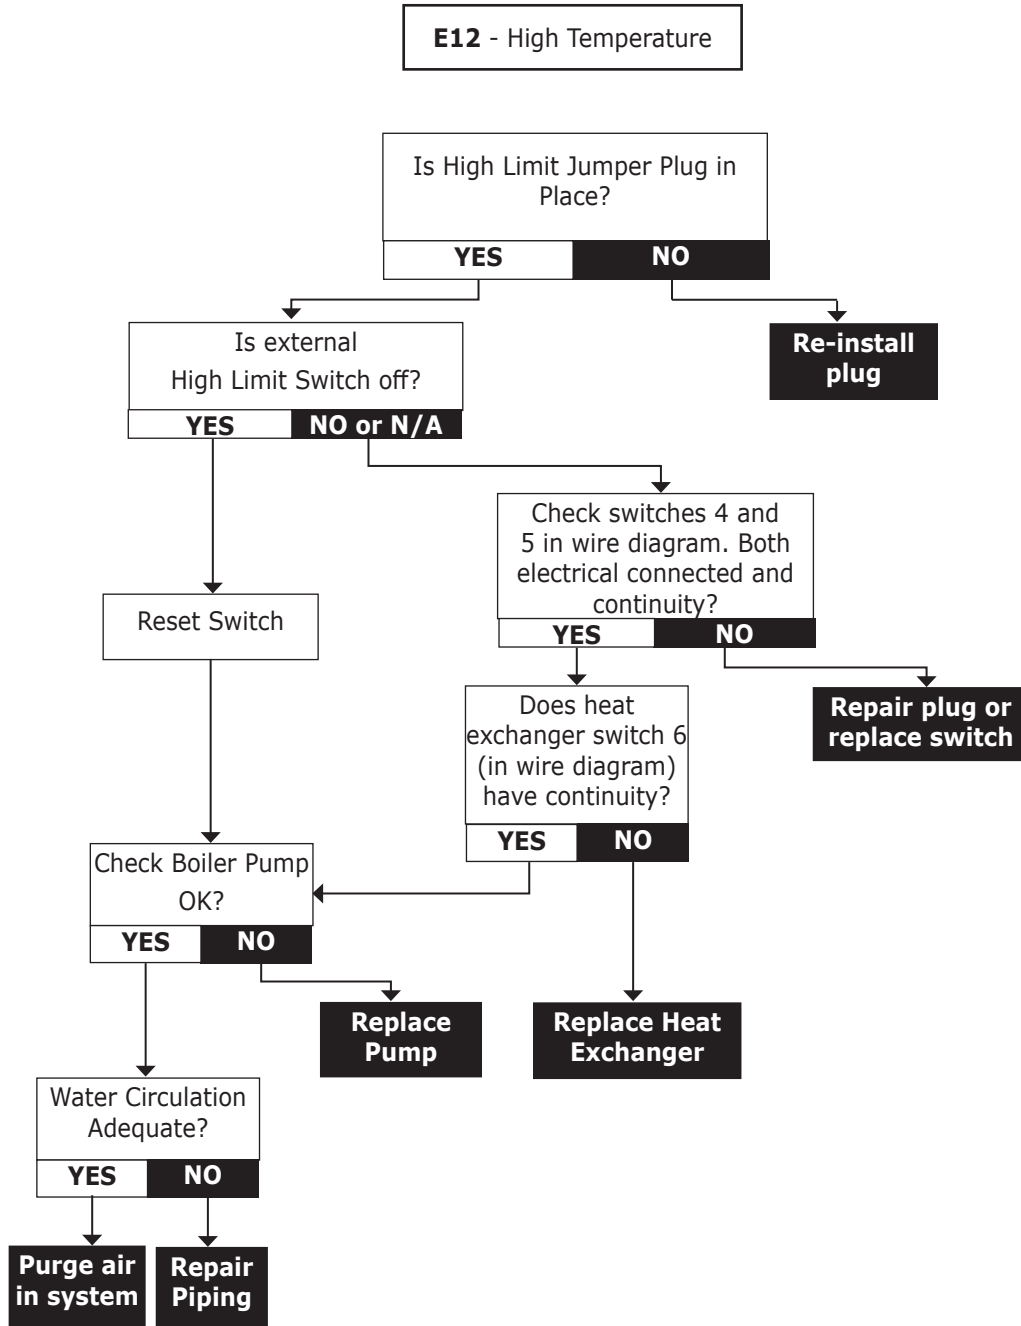 E12 - High Temperature
Is High Limit Jumper Plug in
Place?
YES
NO
Is external
High Limit Switch off?
YES
NO or N/A
Re-install
plug
Check switches 4 and
5 in wire diagram. Both
electrical connected and
continuity?
YES
NO
Reset Switch
Does heat
exchanger switch 6
(in wire diagram)
have continuity?
YES
NO
Repair plug or
replace switch
Check Boiler Pump
OK?
YES
NO
Replace
Pump
Replace Heat
Exchanger
Water Circulation
Adequate?
YES
NO
Purge air
in system
Repair
Piping